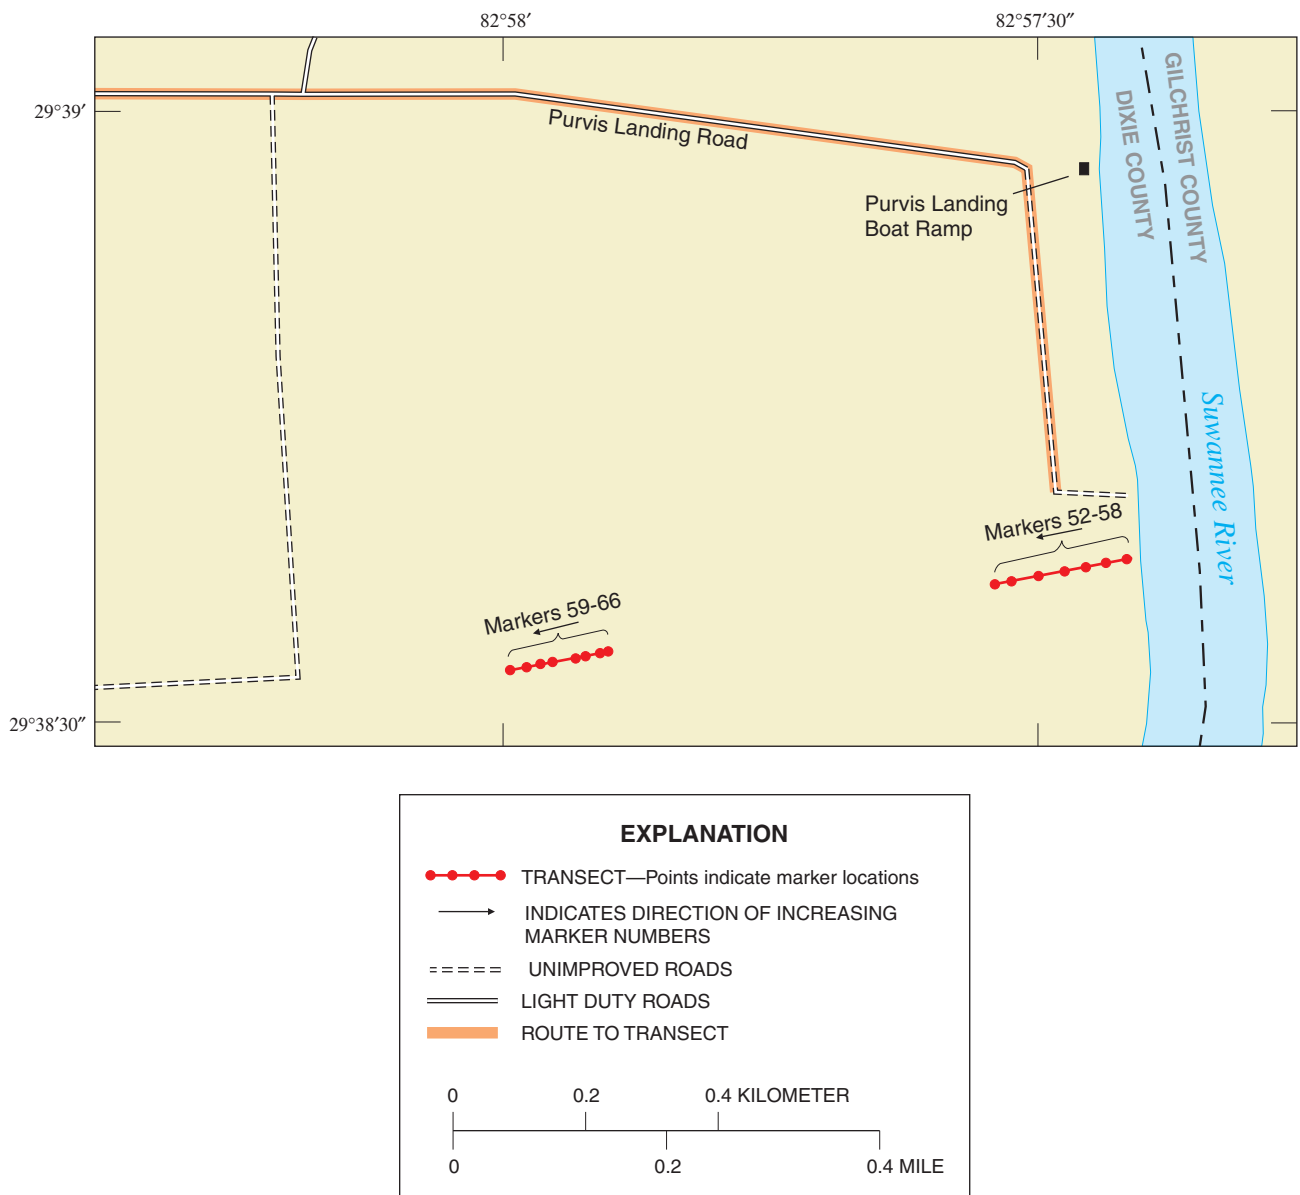 82°58′
82°57′30″
29°39′
Purvis Landing Road
GILCHRIST COUNTY
DIXIE COUNTY
Purvis Landing
Boat Ramp
Suwannee River
Markers 52-58
Markers 59-66
29°38′30″
EXPLANATION
TRANSECT—Points indicate marker locations
INDICATES DIRECTION OF INCREASING
MARKER NUMBERS
UNIMPROVED ROADS
LIGHT DUTY ROADS
ROUTE TO TRANSECT
0 0.2 0.4 KILOMETER
0 0.2 0.4 MILE